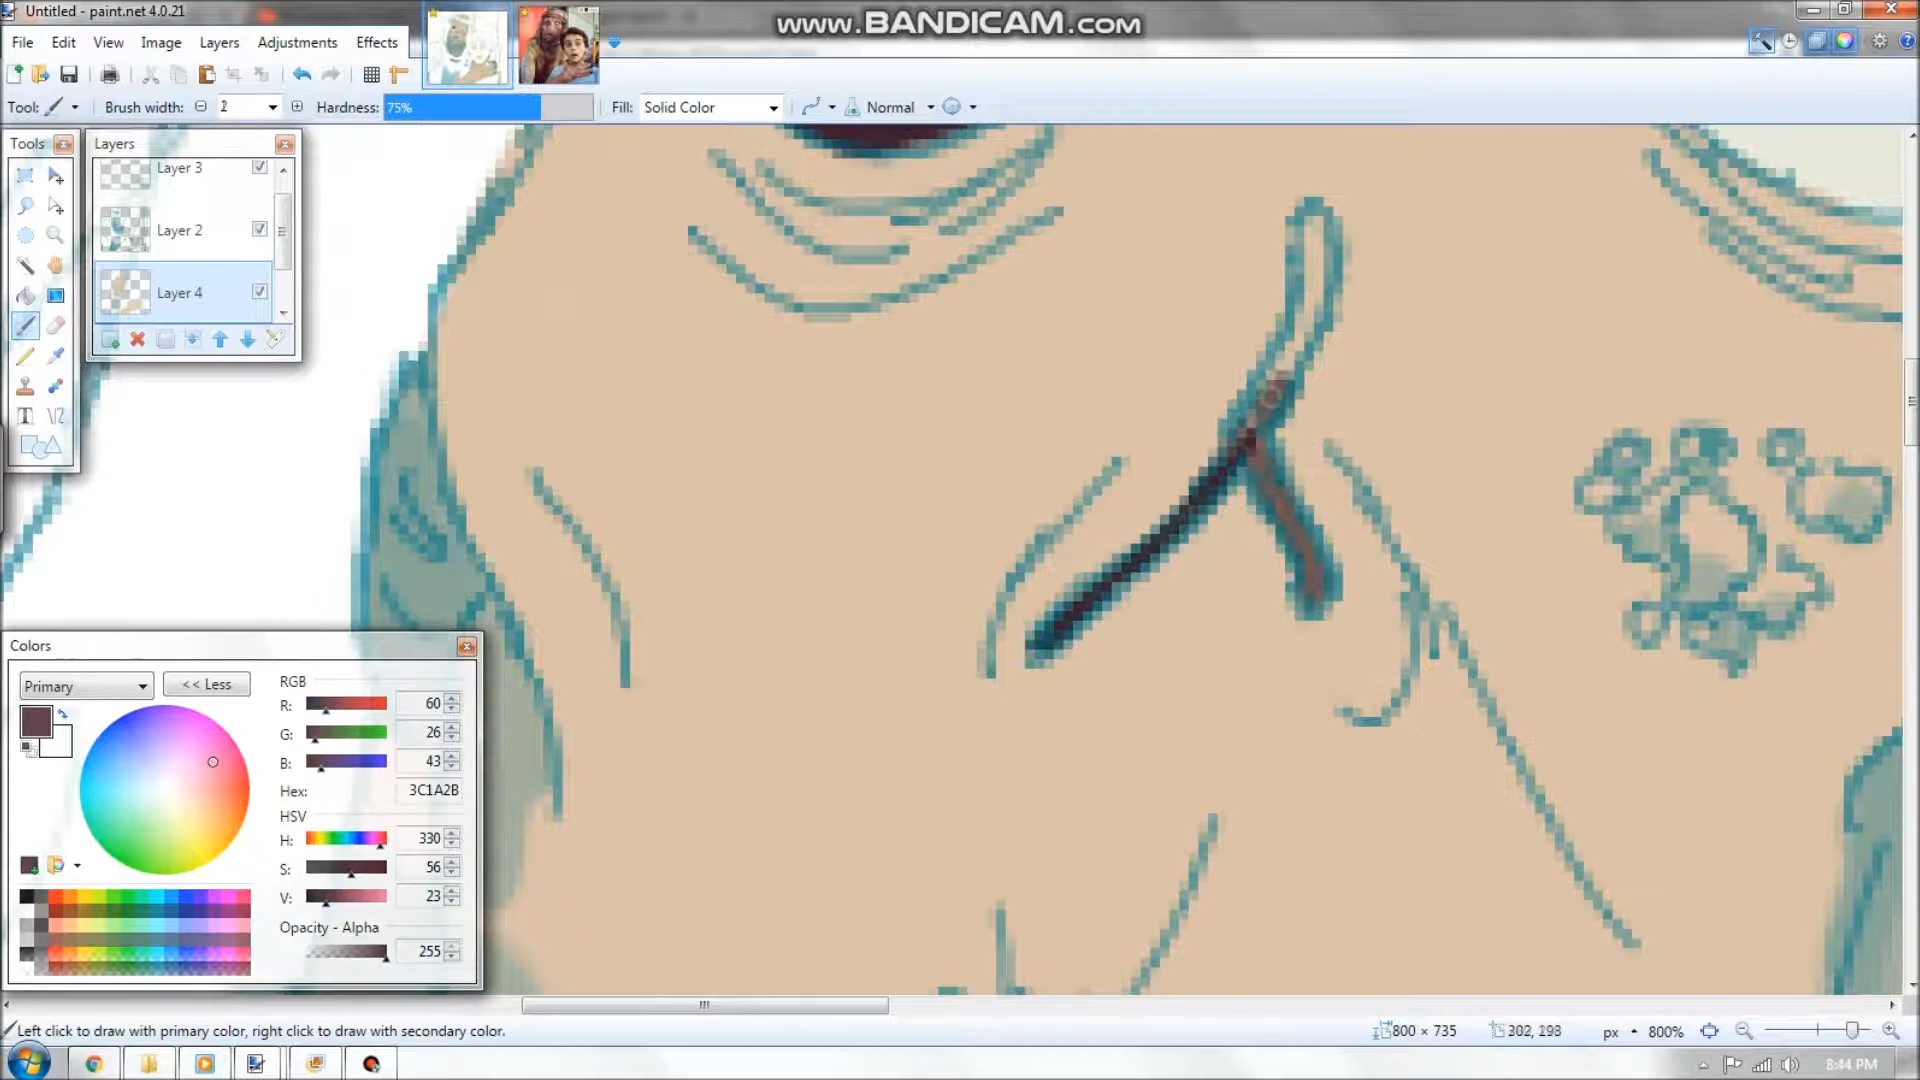 Untitled - paint.net 4.0.21
www.BANDICAM.com
File Edit View Image Layers Adjustments Effects
Tool: Brush width: 2 Hardness: 75% Fill: Solid Color Normal
Tools
Layers
Layer 3
Layer 2
Layer 4
Colors
Primary << Less
RGB
R: 60
G: 26
B: 43
Hex: 3C1A2B
HSV
H: 330
S: 56
V: 23
Opacity - Alpha
255
Left click to draw with primary color, right click to draw with secondary color.
800 × 735 302, 293 px 800%
8:44 PM